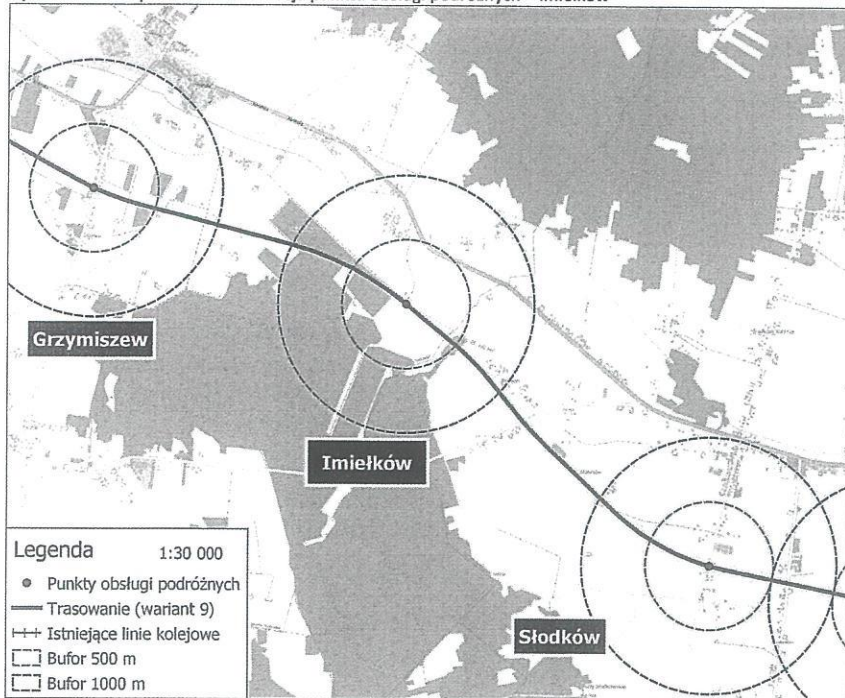 Grzymiszew
Imiełków
Słodków
Legenda 1:30 000
Punkty obsługi podróżnych
Trasowanie (wariant 9)
Istniejące linie kolejowe
Bufor 500 m
Bufor 1000 m